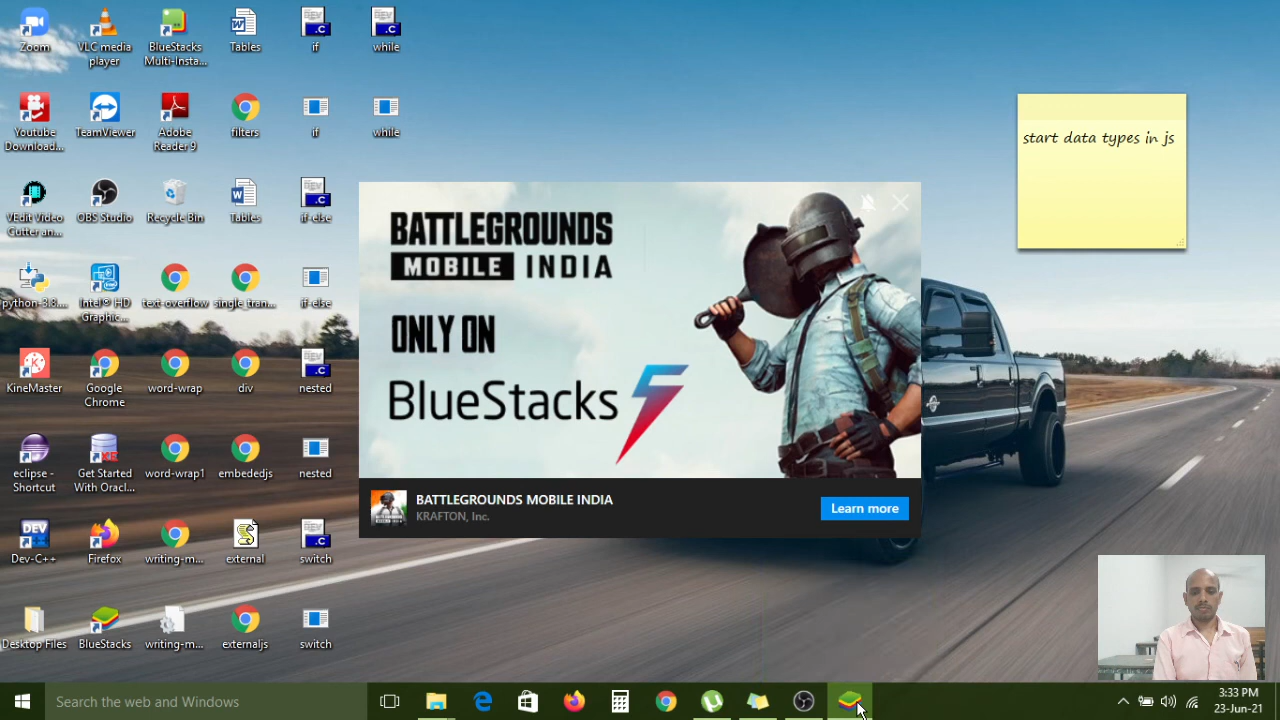 Zoom
VLC media
player
BlueStacks
Multi-Insta...
Tables
if
while
Youtube
Download...
TeamViewer
Adobe
Reader 9
filters
if
while
VEdit Video
Cutter an...
OBS Studio
Recycle Bin
Tables
if-else
python-3.8....
Intel® HD
Graphic...
text-overflow
single_tran...
if-else
KineMaster
Google
Chrome
word-wrap
div
nested
eclipse -
Shortcut
Get Started
With Oracl...
word-wrap1
embededjs
nested
Dev-C++
Firefox
writing-m...
external
switch
Desktop Files
BlueStacks
writing-m...
externaljs
switch
start data types in js
BATTLEGROUNDS
MOBILE INDIA
ONLY ON
BlueStacks 5
BATTLEGROUNDS MOBILE INDIA
KRAFTON, Inc.
Learn more
Search the web and Windows
3:33 PM
23-Jun-21